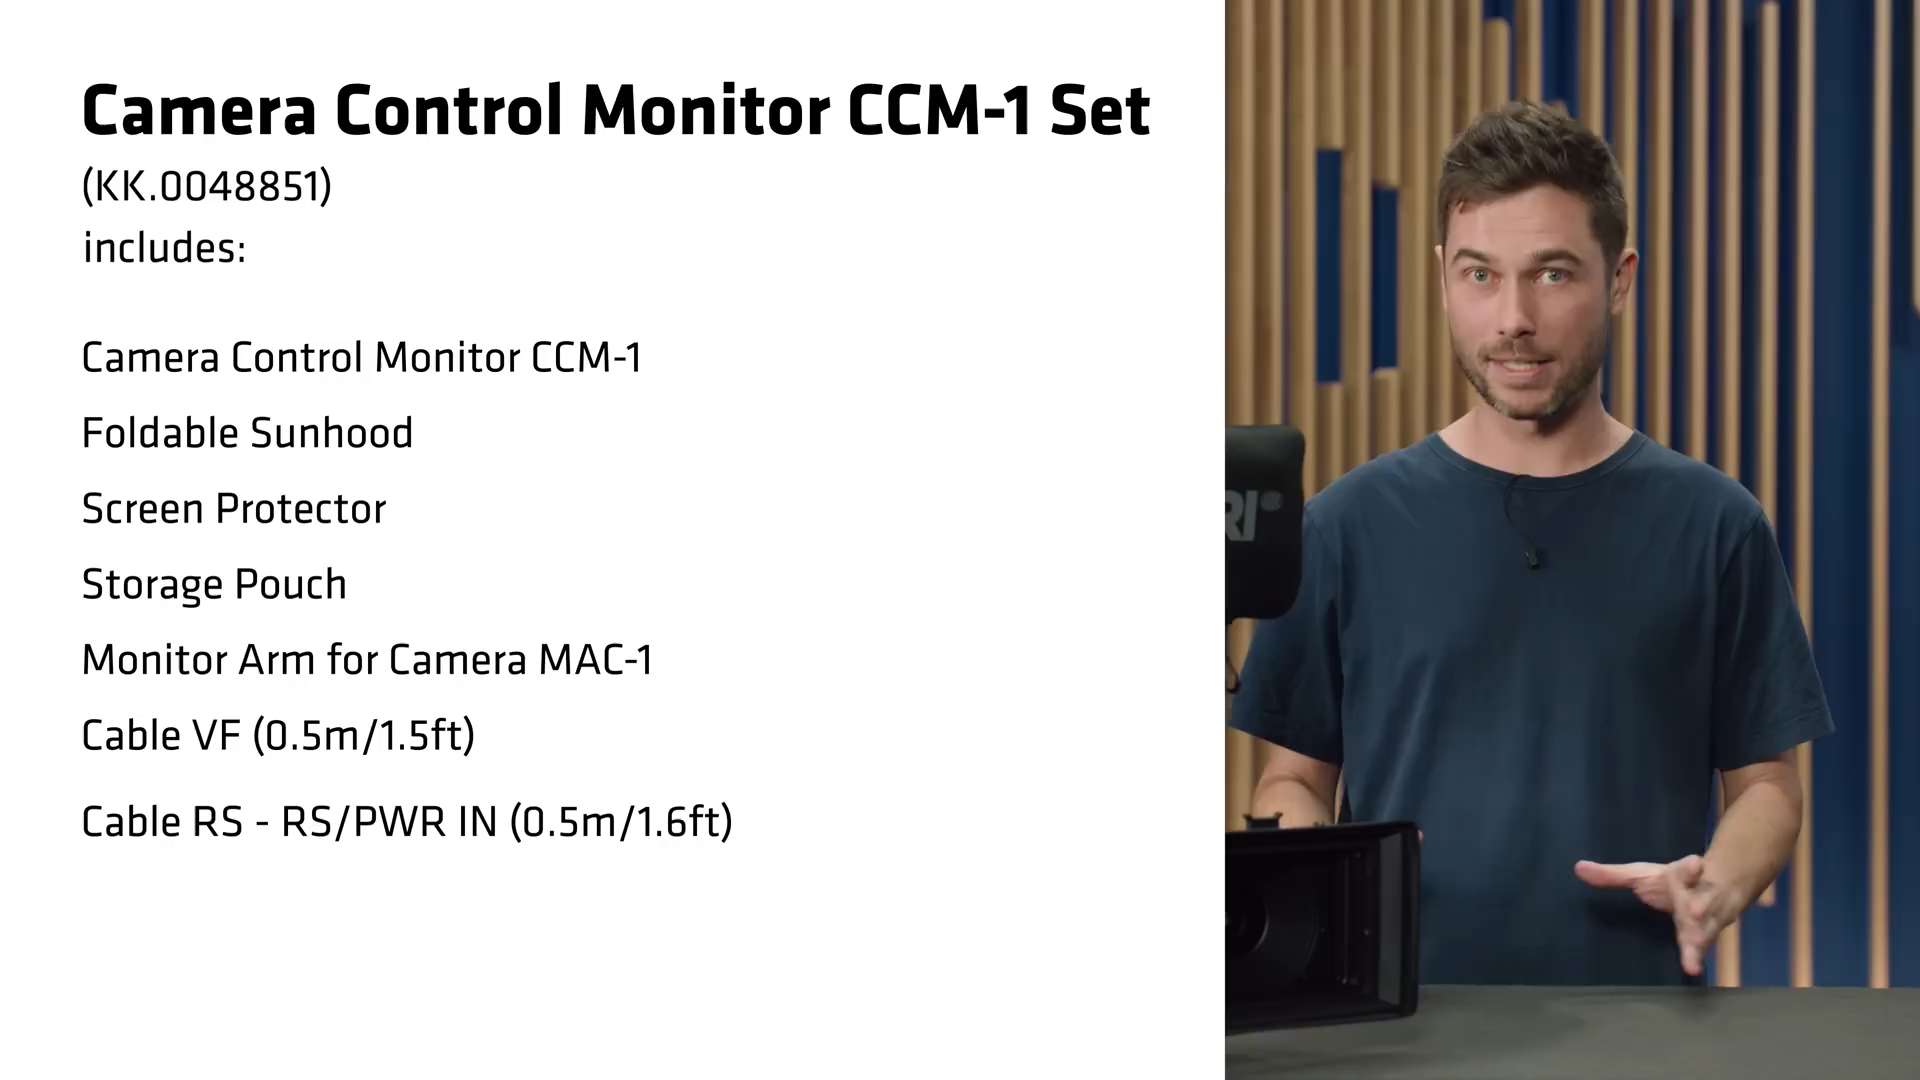 Camera Control Monitor CCM-1 Set
(KK.0048851)
includes:
Camera Control Monitor CCM-1
Foldable Sunhood
Screen Protector
Storage Pouch
Monitor Arm for Camera MAC-1
Cable VF (0.5m/1.5ft)
Cable RS - RS/PWR IN (0.5m/1.6ft)
RI